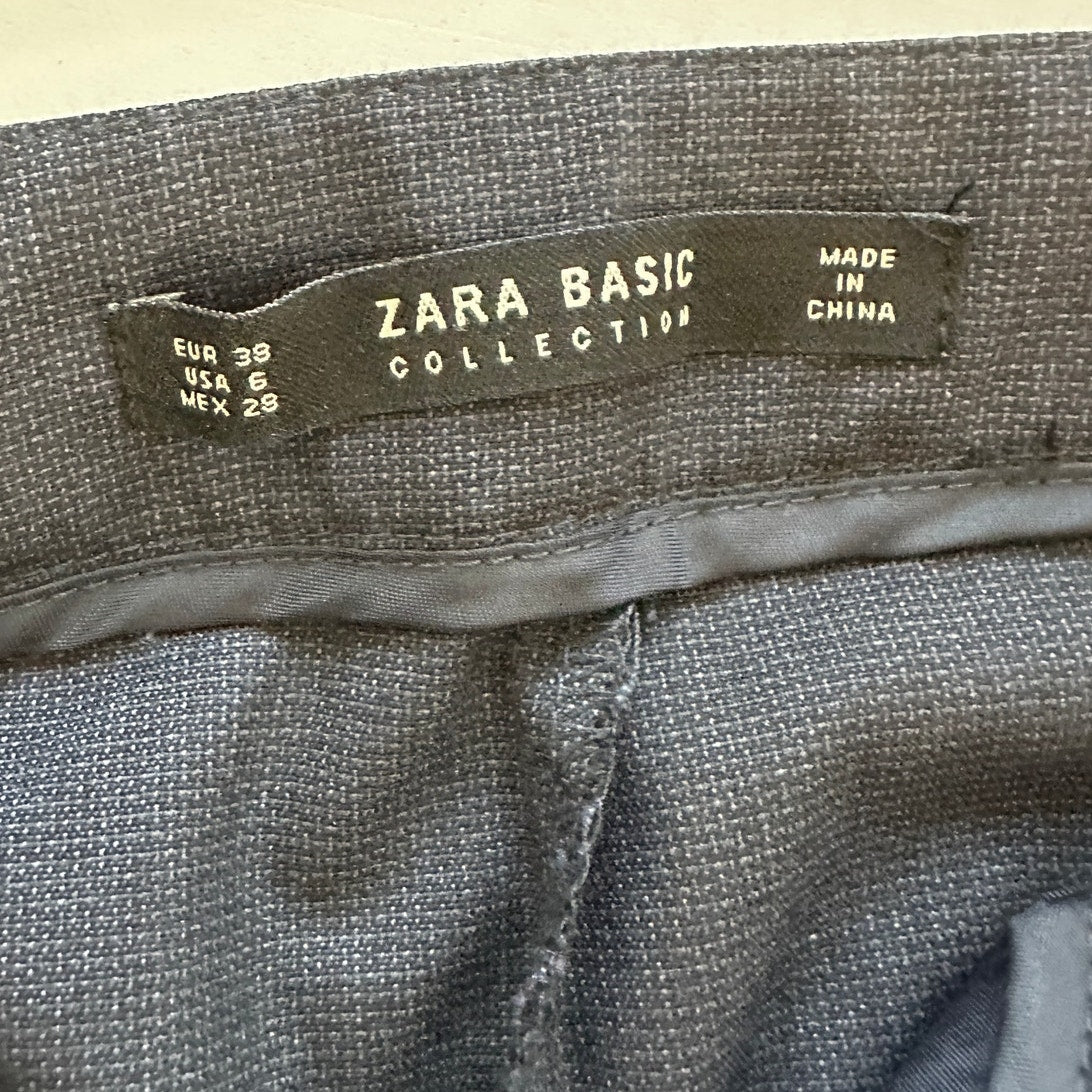 EUR 38
USA 6
MEX 28
ZARA BASIC
COLLECTION
MADE
IN
CHINA